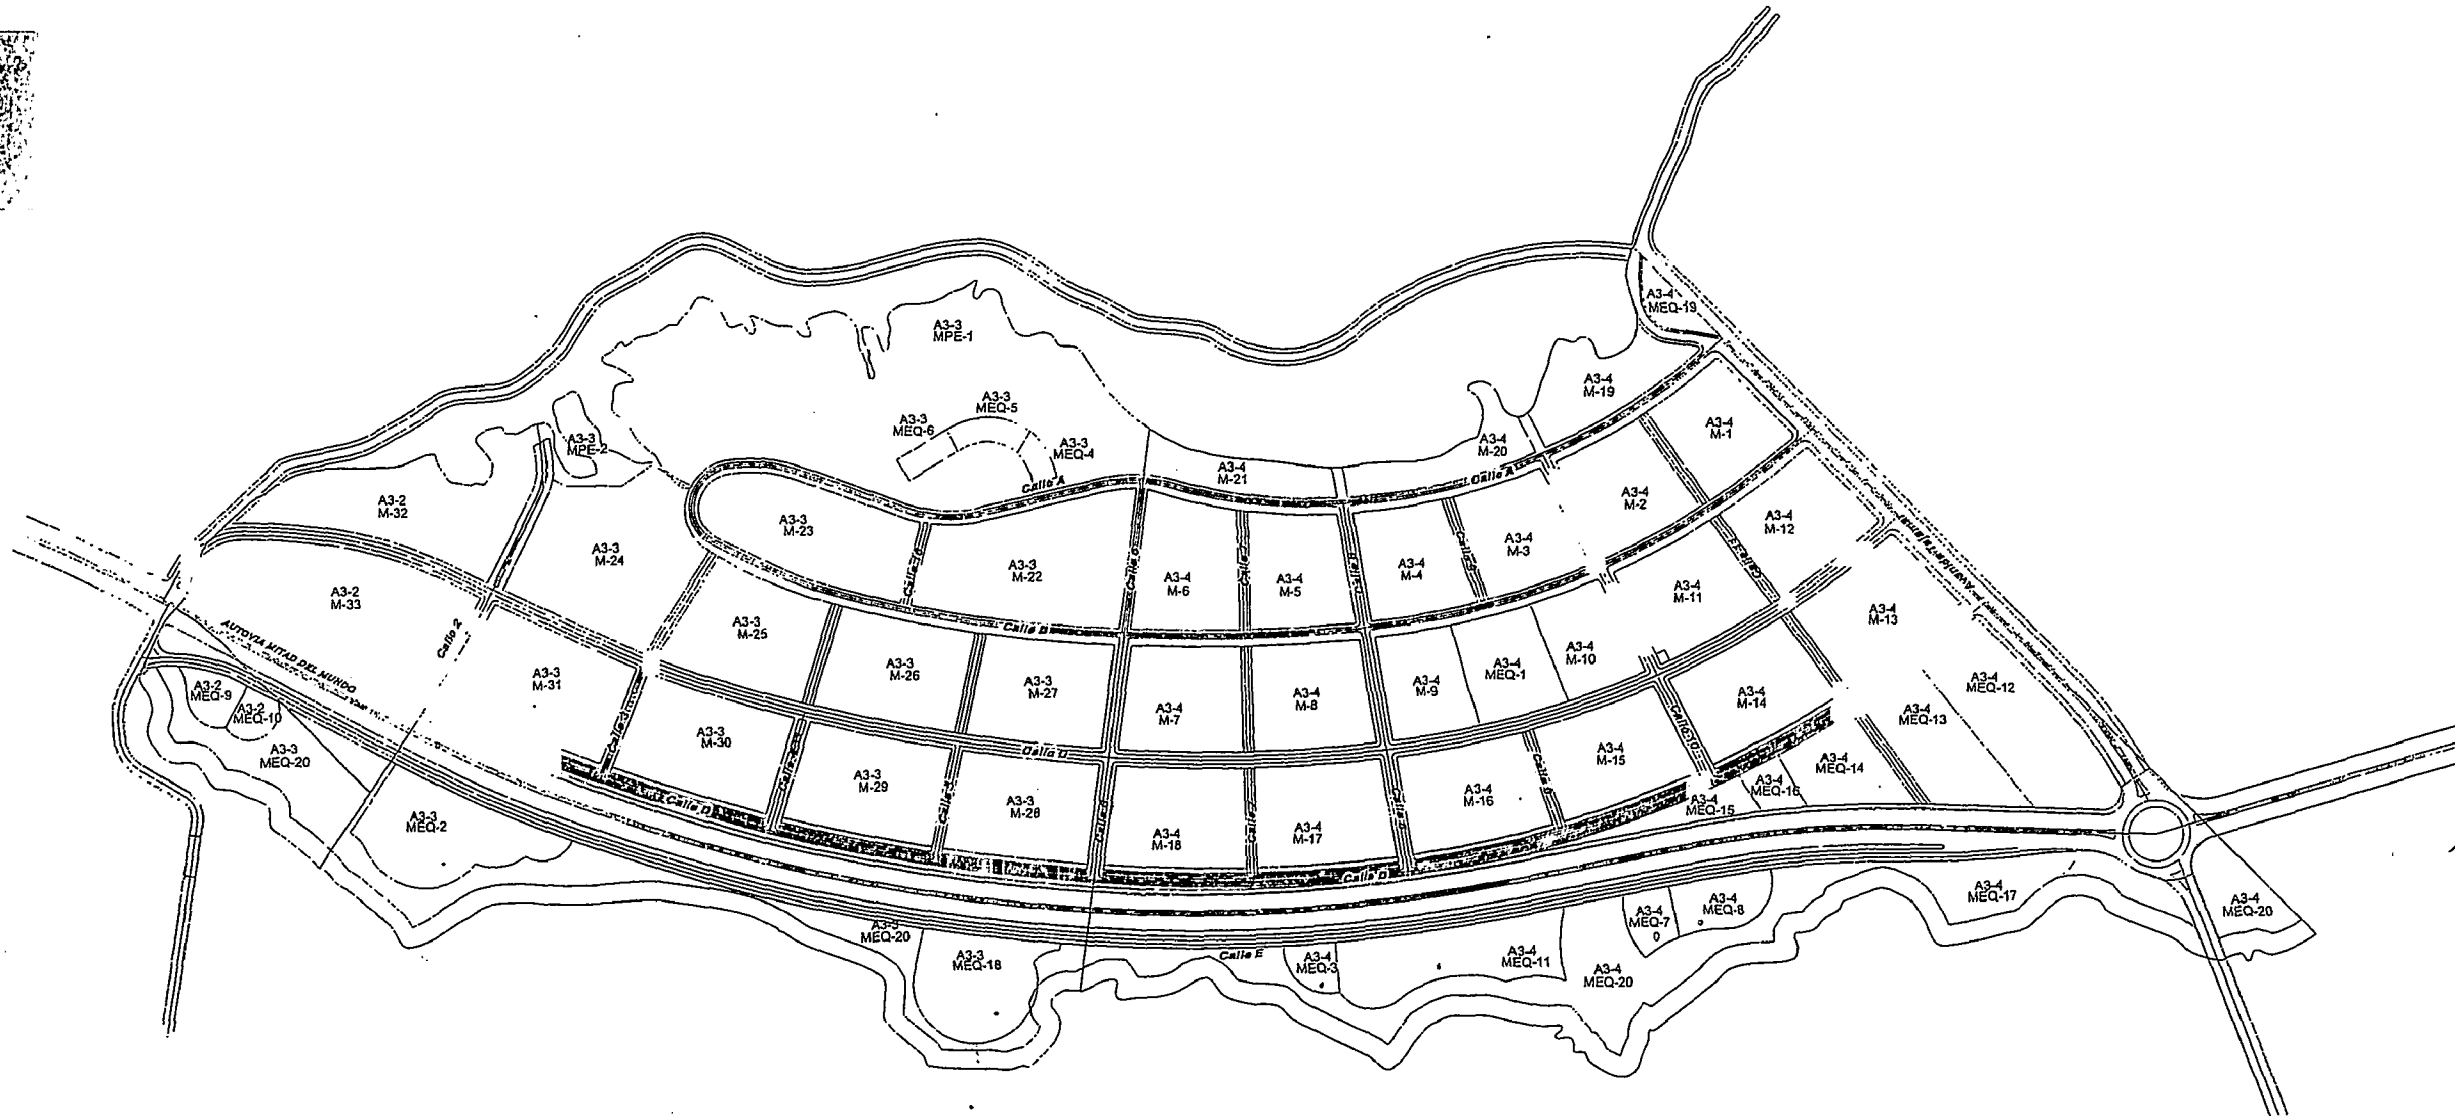 A3-4
MEQ-19
A3-3
MPE-1
A3-4
M-19
A3-3
MEQ-5
A3-3
MEQ-6
A3-3
MEQ-4
A3-3
MPE-2
A3-4
M-1
A3-4
M-20
A3-4
M-21
Calle A
Calle A
A3-2
M-32
A3-3
M-23
A3-4
M-2
A3-4
M-12
A3-3
M-24
A3-3
M-22
A3-4
M-3
A3-4
M-4
A3-4
M-6
A3-4
M-5
A3-2
M-33
A3-4
M-11
A3-4
M-13
A3-3
M-25
Calle B
Calle 2
AUTOVIA MITAD DEL MUNDO
A3-3
M-31
A3-3
M-26
A3-3
M-27
A3-4
M-9
A3-4
MEQ-1
A3-4
M-10
A3-4
M-7
A3-4
M-8
A3-4
M-14
A3-4
MEQ-12
A3-4
MEQ-13
A3-2
MEQ-9
A3-2
MEQ-10
A3-3
MEQ-20
A3-3
M-30
Calle 3
A3-3
M-29
A3-3
M-28
A3-4
M-15
A3-4
M-16
A3-4
MEQ-14
A3-4
MEQ-16
A3-4
MEQ-15
Calle D
A3-3
MEQ-2
A3-4
M-18
A3-4
M-17
Calle D
A3-3
MEQ-20
A3-3
MEQ-18
Calle E
A3-4
MEQ-3
A3-4
MEQ-11
A3-4
MEQ-7
A3-4
MEQ-8
A3-4
MEQ-20
A3-4
MEQ-17
A3-4
MEQ-20